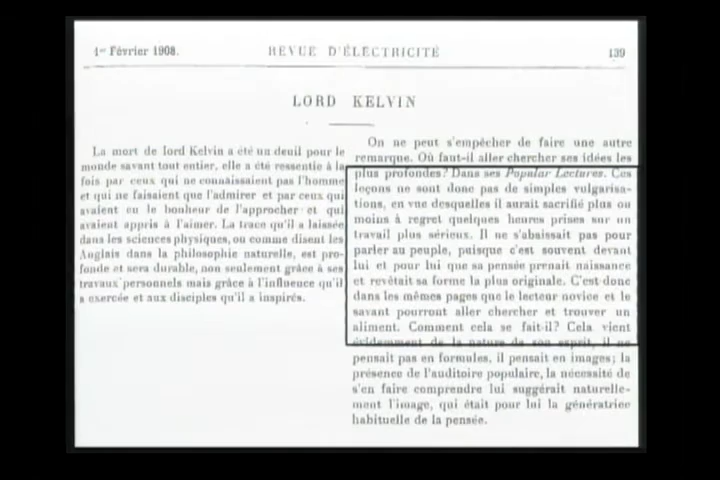 1er Février 1908.
REVUE D'ÉLECTRICITÉ
139
LORD KELVIN
La mort de lord Kelvin a été un deuil pour le
monde savant tout entier, elle a été ressentie à la
fois par ceux qui ne connaissaient pas l'homme
et qui ne faisaient que l'admirer et par ceux qui
avaient eu le bonheur de l'approcher et qui
avaient appris à l'aimer. La trace qu'il a laissée
dans les sciences physiques, ou comme disent les
Anglais dans la philosophie naturelle, est pro-
fonde et sera durable, non seulement grâce à ses
travaux personnels mais grâce à l'influence qu'il
a exercée et aux disciples qu'il a inspirés.
On ne peut s'empêcher de faire une autre
remarque. Où faut-il aller chercher ses idées les
plus profondes? Dans ses Popular Lectures. Ces
leçons ne sont donc pas de simples vulgarisa-
tions, en vue desquelles il aurait sacrifié plus ou
moins à regret quelques heures prises sur un
travail plus sérieux. Il ne s'abaissait pas pour
parler au peuple, puisque c'est souvent devant
lui et pour lui que sa pensée prenait naissance
et revêtait sa forme la plus originale. C'est donc
dans les mêmes pages que le lecteur novice et le
savant pourront aller chercher et trouver un
aliment. Comment cela se fait-il? Cela vient
évidemment de la nature de son esprit, il ne
pensait pas en formules, il pensait en images; la
présence de l'auditoire populaire, la nécessité de
s'en faire comprendre lui suggérait naturelle-
ment l'image, qui était pour lui la génératrice
habituelle de la pensée.